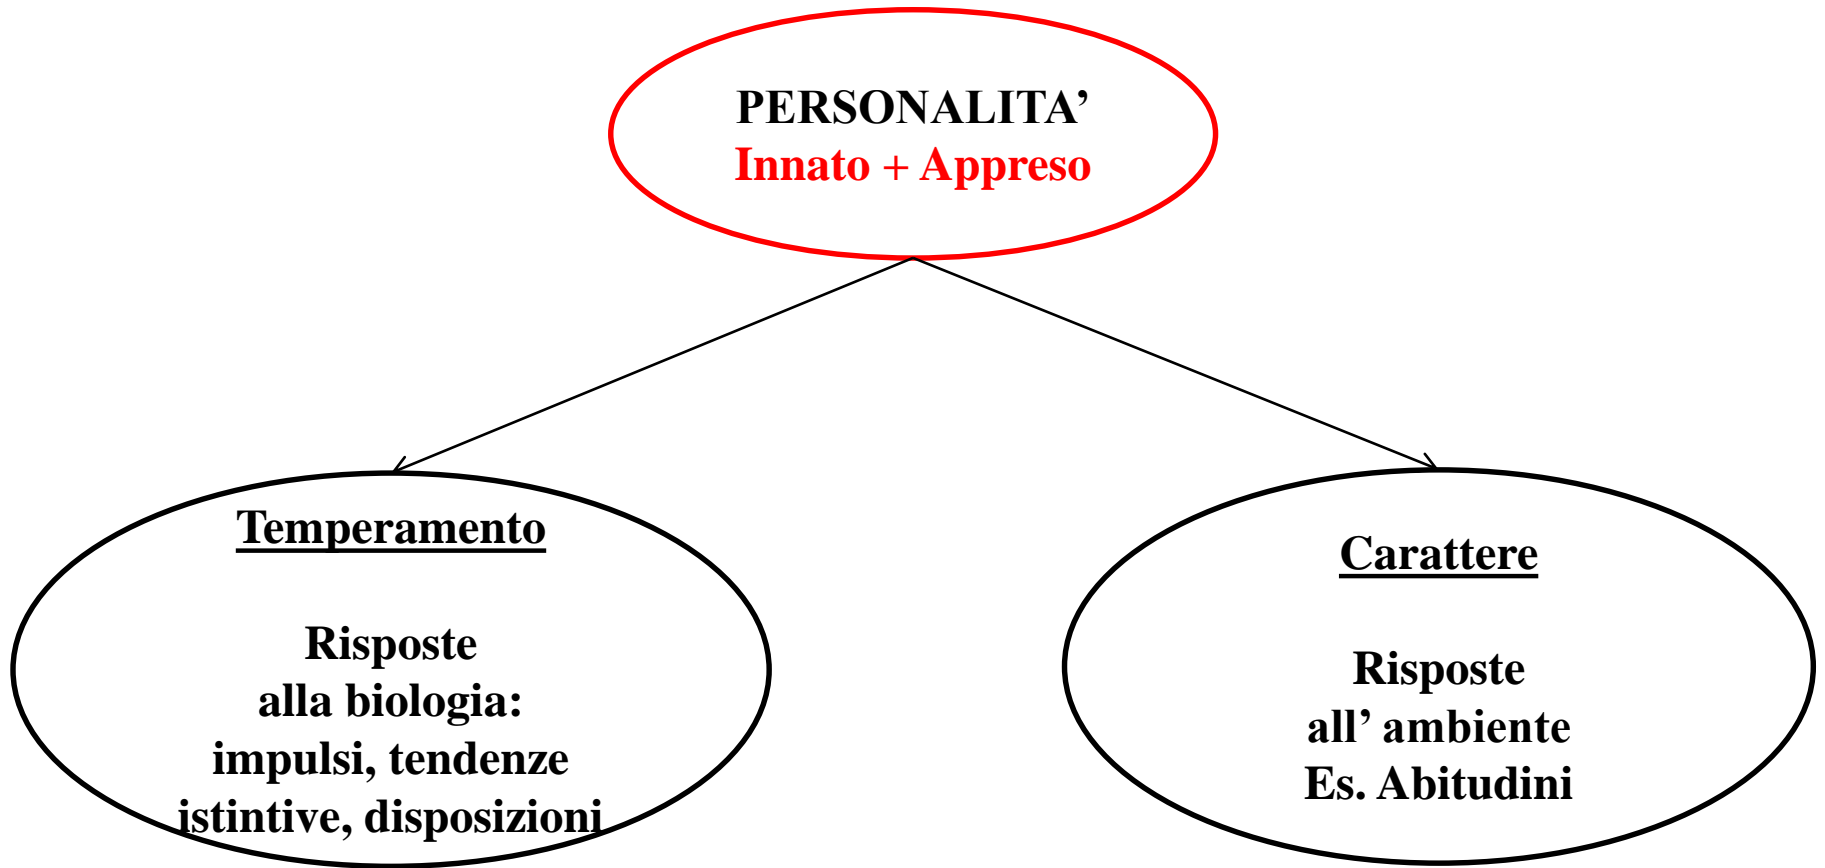 PERSONALITA’
Innato + Appreso
Temperamento
Risposte
alla biologia:
impulsi, tendenze
istintive, disposizioni
Carattere
Risposte
all’ ambiente
Es. Abitudini